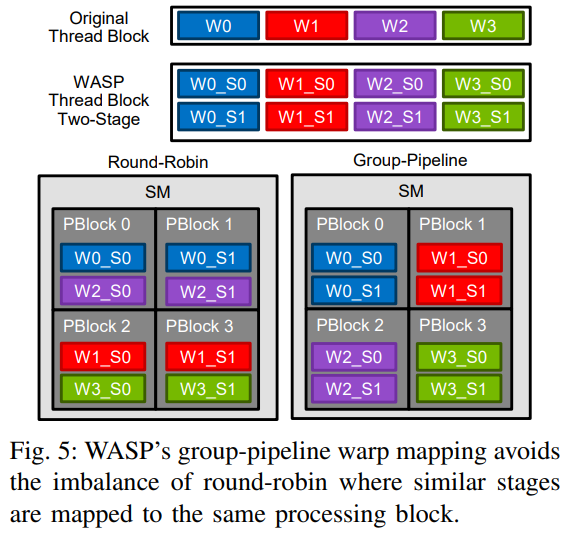 Original
Thread Block
W0 W1 W2 W3
WASP
Thread Block
Two-Stage
W0_S0 W1_S0 W2_S0 W3_S0
W0_S1 W1_S1 W2_S1 W3_S1
Round-Robin
SM
PBlock 0 PBlock 1
W0_S0 W0_S1
W2_S0 W2_S1
PBlock 2 PBlock 3
W1_S0 W1_S1
W3_S0 W3_S1
Group-Pipeline
SM
PBlock 0 PBlock 1
W0_S0 W1_S0
W0_S1 W1_S1
PBlock 2 PBlock 3
W2_S0 W3_S0
W2_S1 W3_S1
Fig. 5: WASP's group-pipeline warp mapping avoids
the imbalance of round-robin where similar stages
are mapped to the same processing block.